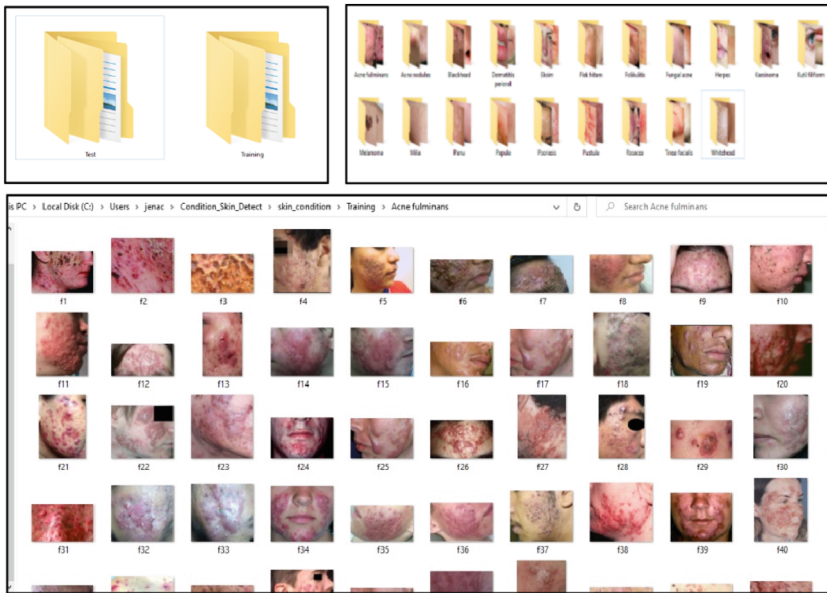 Test Training
Acne fulminans Acne nodules Blackhead Dermatitis perioral Eksim Flek hitam Folikulitis Fungal acne Herpes Karsinoma Kutil filiform
Melanoma Milia Panu Papula Psoriasis Pustula Rosacea Tinea facialis Whitehead
is PC > Local Disk (C:) > Users > jenac > Condition_Skin_Detect > skin_condition > Training > Acne fulminans Search Acne fulminans
f1 f2 f3 f4 f5 f6 f7 f8 f9 f10
f11 f12 f13 f14 f15 f16 f17 f18 f19 f20
f21 f22 f23 f24 f25 f26 f27 f28 f29 f30
f31 f32 f33 f34 f35 f36 f37 f38 f39 f40